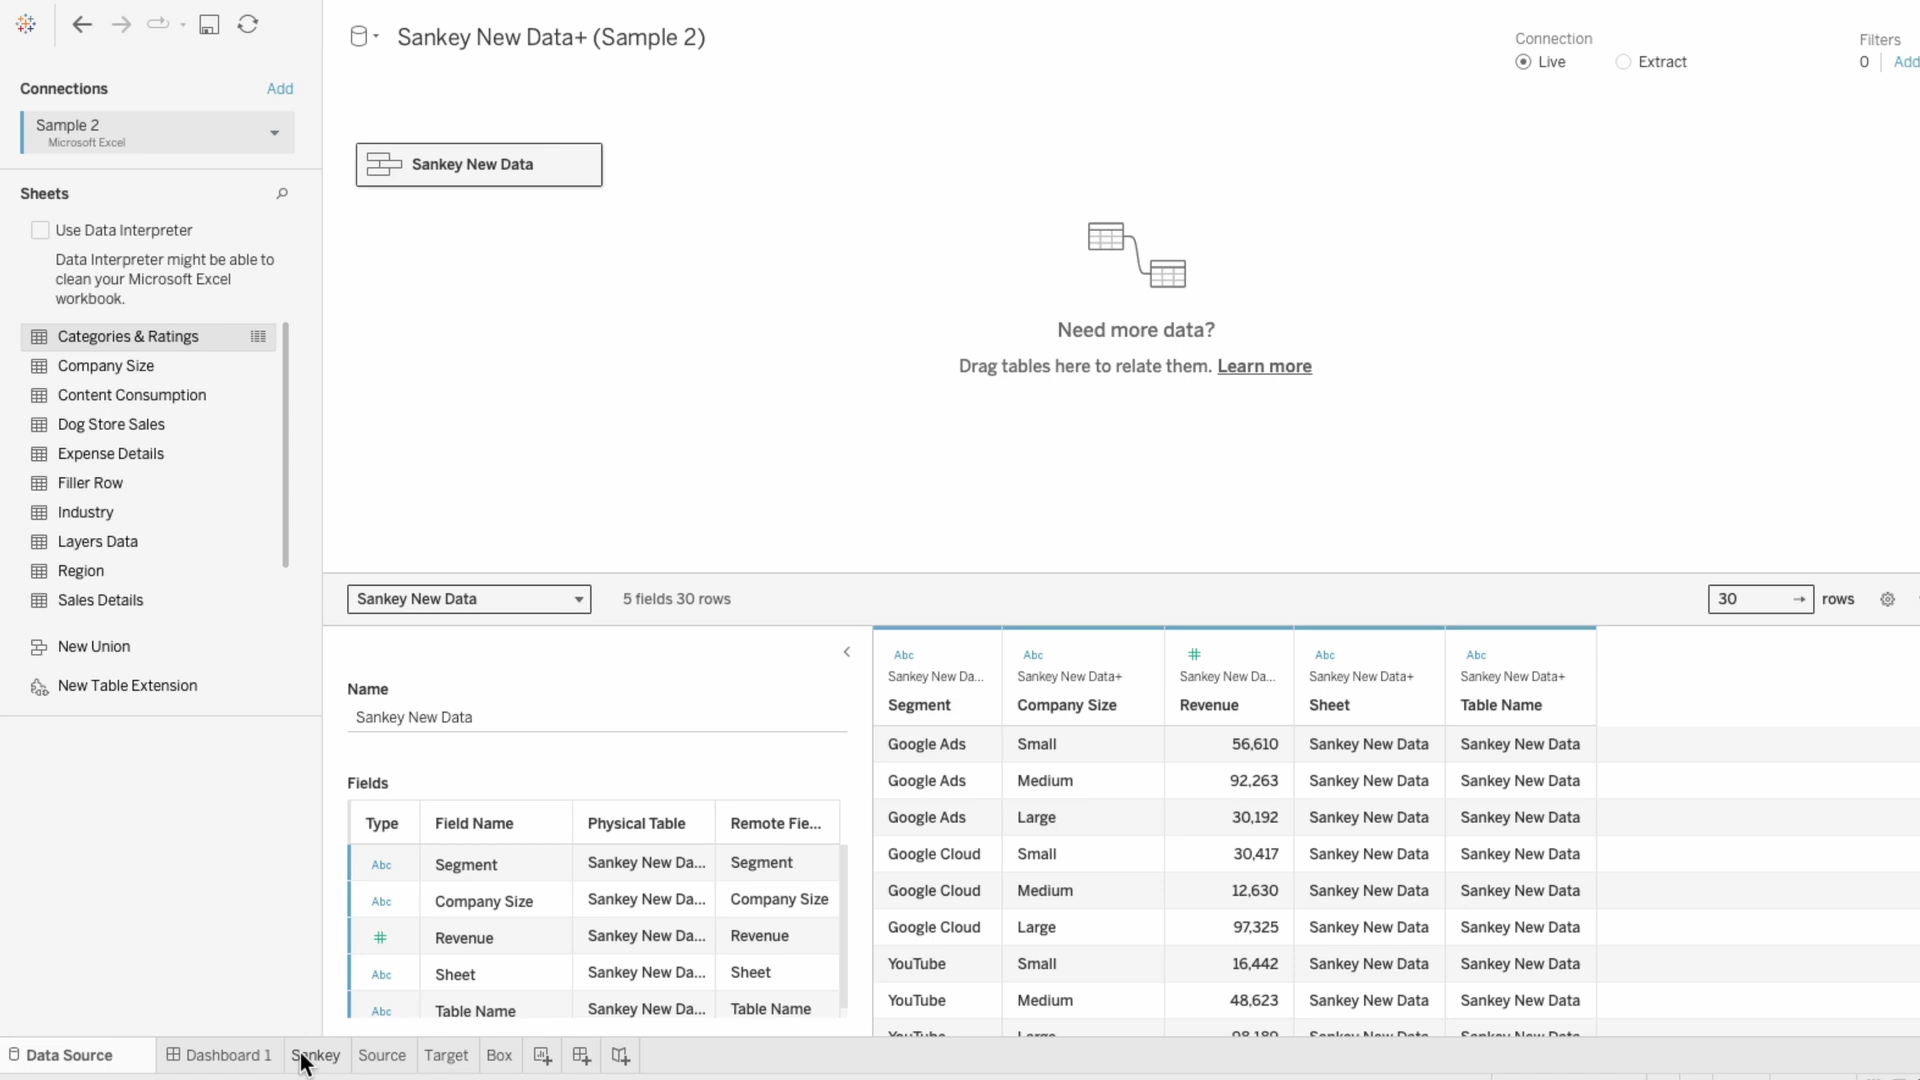 Sankey New Data+ (Sample 2)
Connection
Live
Extract
Filters
0
Add
Connections
Add
Sample 2
Microsoft Excel
Sankey New Data
Sheets
Use Data Interpreter
Data Interpreter might be able to
clean your Microsoft Excel
workbook.
Categories & Ratings
Company Size
Content Consumption
Dog Store Sales
Expense Details
Filler Row
Industry
Layers Data
Region
Sales Details
New Union
New Table Extension
Need more data?
Drag tables here to relate them. Learn more
Sankey New Data
5 fields 30 rows
30
rows
Name
Sankey New Data
Fields
Type Field Name Physical Table Remote Fie...
Abc Segment Sankey New Da... Segment
Abc Company Size Sankey New Da... Company Size
# Revenue Sankey New Da... Revenue
Abc Sheet Sankey New Da... Sheet
Abc Table Name Sankey New Da... Table Name
Abc Abc # Abc Abc
Sankey New Da... Sankey New Data+ Sankey New Da... Sankey New Data+ Sankey New Data+
Segment Company Size Revenue Sheet Table Name
Google Ads Small 56,610 Sankey New Data Sankey New Data
Google Ads Medium 92,263 Sankey New Data Sankey New Data
Google Ads Large 30,192 Sankey New Data Sankey New Data
Google Cloud Small 30,417 Sankey New Data Sankey New Data
Google Cloud Medium 12,630 Sankey New Data Sankey New Data
Google Cloud Large 97,325 Sankey New Data Sankey New Data
YouTube Small 16,442 Sankey New Data Sankey New Data
YouTube Medium 48,623 Sankey New Data Sankey New Data
YouTube Large 98,189 Sankey New Data Sankey New Data
Data Source Dashboard 1 Sankey Source Target Box